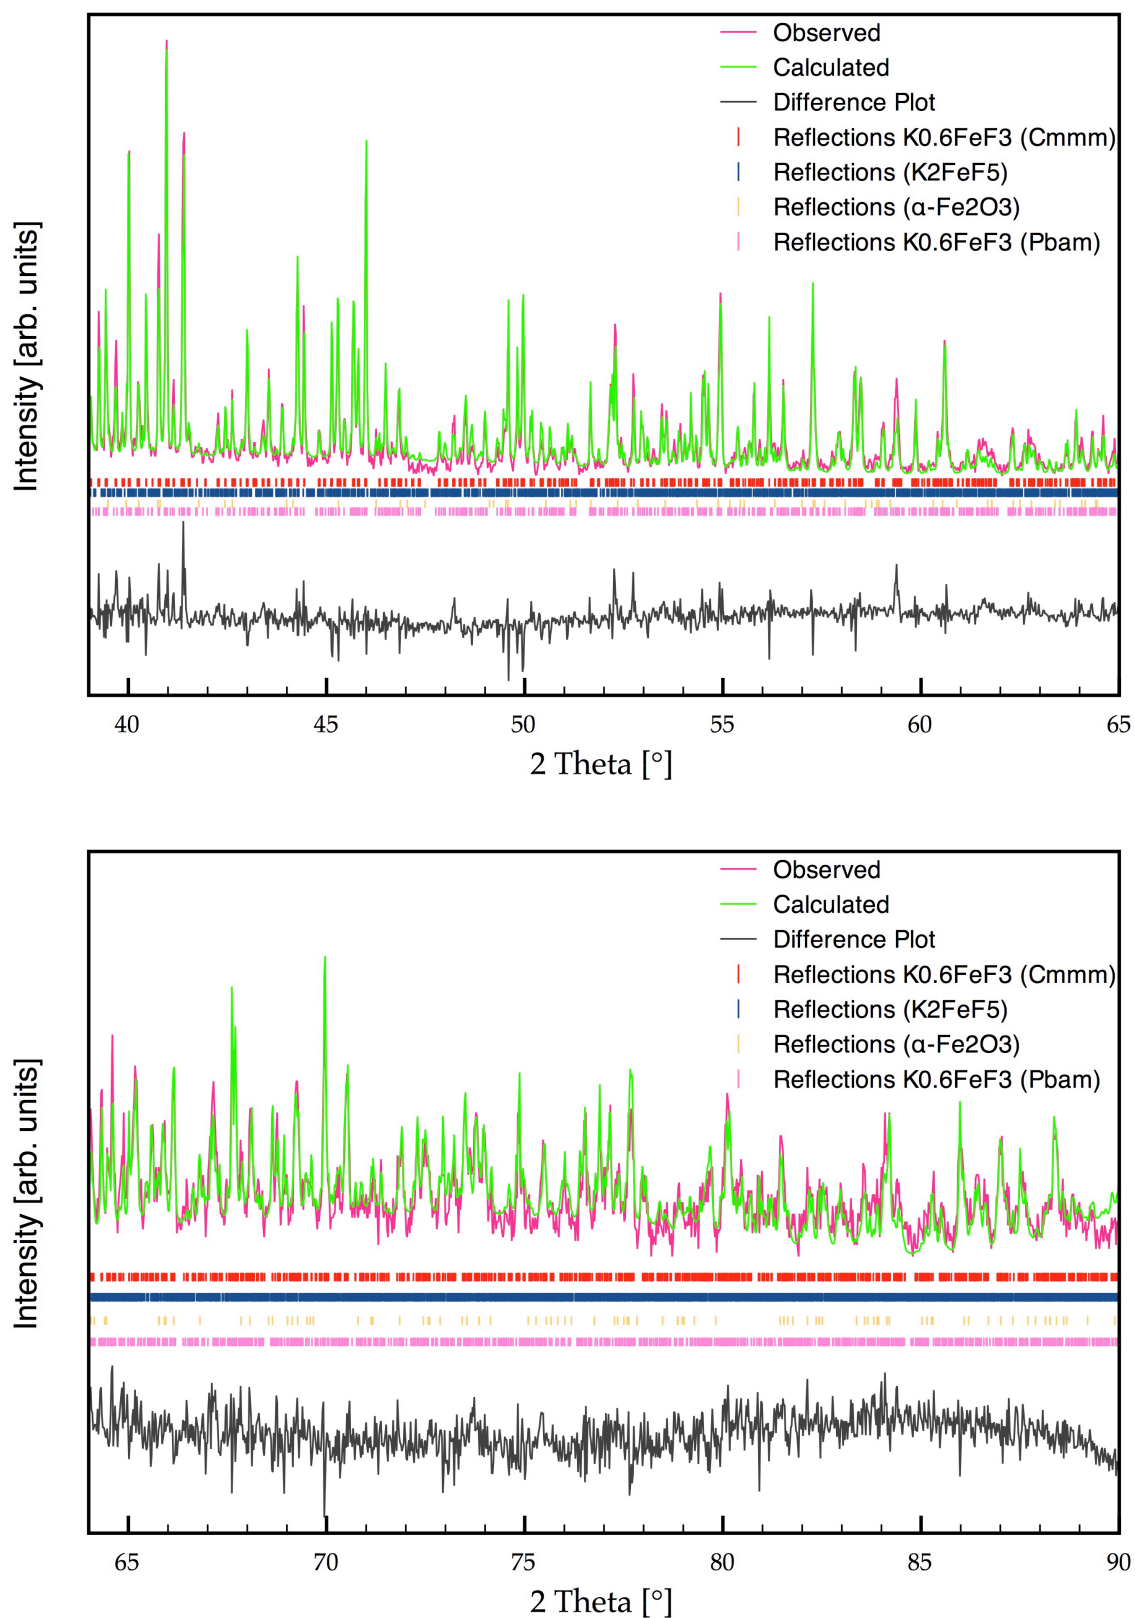 Observed
Calculated
Difference Plot
Reflections K0.6FeF3 (Cmmm)
Reflections (K2FeF5)
Reflections (α-Fe2O3)
Reflections K0.6FeF3 (Pbam)
Intensity [arb. units]
40 45 50 55 60 65
2 Theta [°]
Observed
Calculated
Difference Plot
Reflections K0.6FeF3 (Cmmm)
Reflections (K2FeF5)
Reflections (α-Fe2O3)
Reflections K0.6FeF3 (Pbam)
Intensity [arb. units]
65 70 75 80 85 90
2 Theta [°]